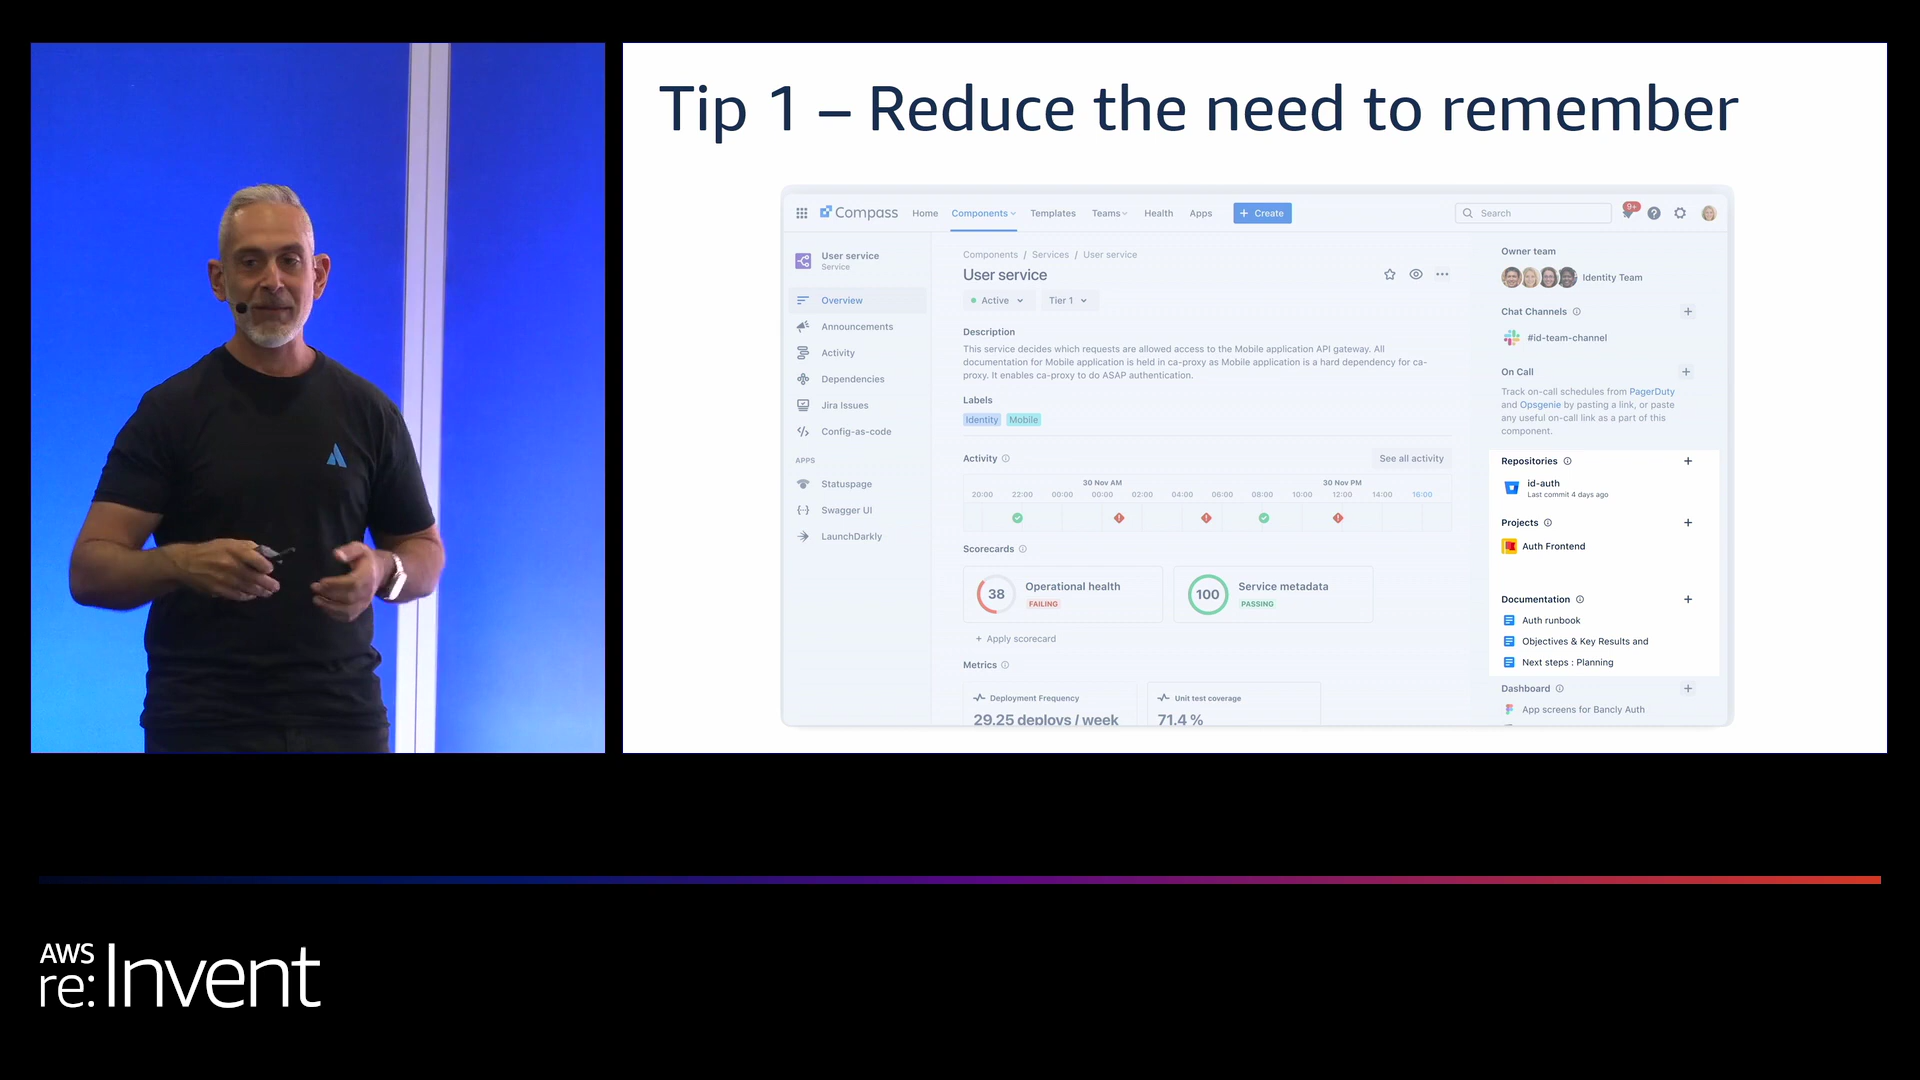 Tip 1 – Reduce the need to remember
Compass
Home
Components
Templates
Teams
Health
Apps
+ Create
Search
9+
User service
Service
Overview
Announcements
Activity
Dependencies
Jira Issues
Config-as-code
APPS
Statuspage
Swagger UI
LaunchDarkly
Components / Services / User service
User service
Active
Tier 1
Description
This service decides which requests are allowed access to the Mobile application API gateway. All
documentation for Mobile application is held in ca-proxy as Mobile application is a hard dependency for ca-
proxy. It enables ca-proxy to do ASAP authentication.
Labels
Identity Mobile
Activity
See all activity
30 Nov AM 30 Nov PM
20:00 22:00 00:00 00:00 02:00 04:00 06:00 08:00 10:00 12:00 14:00 16:00
Scorecards
38
Operational health
FAILING
100
Service metadata
PASSING
+ Apply scorecard
Metrics
Deployment Frequency
29.25 deploys / week
Unit test coverage
71.4 %
Owner team
Identity Team
Chat Channels
#id-team-channel
On Call
Track on-call schedules from PagerDuty
and Opsgenie by pasting a link, or paste
any useful on-call link as a part of this
component.
Repositories
id-auth
Last commit 4 days ago
Projects
Auth Frontend
Documentation
Auth runbook
Objectives & Key Results and
Next steps : Planning
Dashboard
App screens for Bancly Auth
AWS
re:Invent